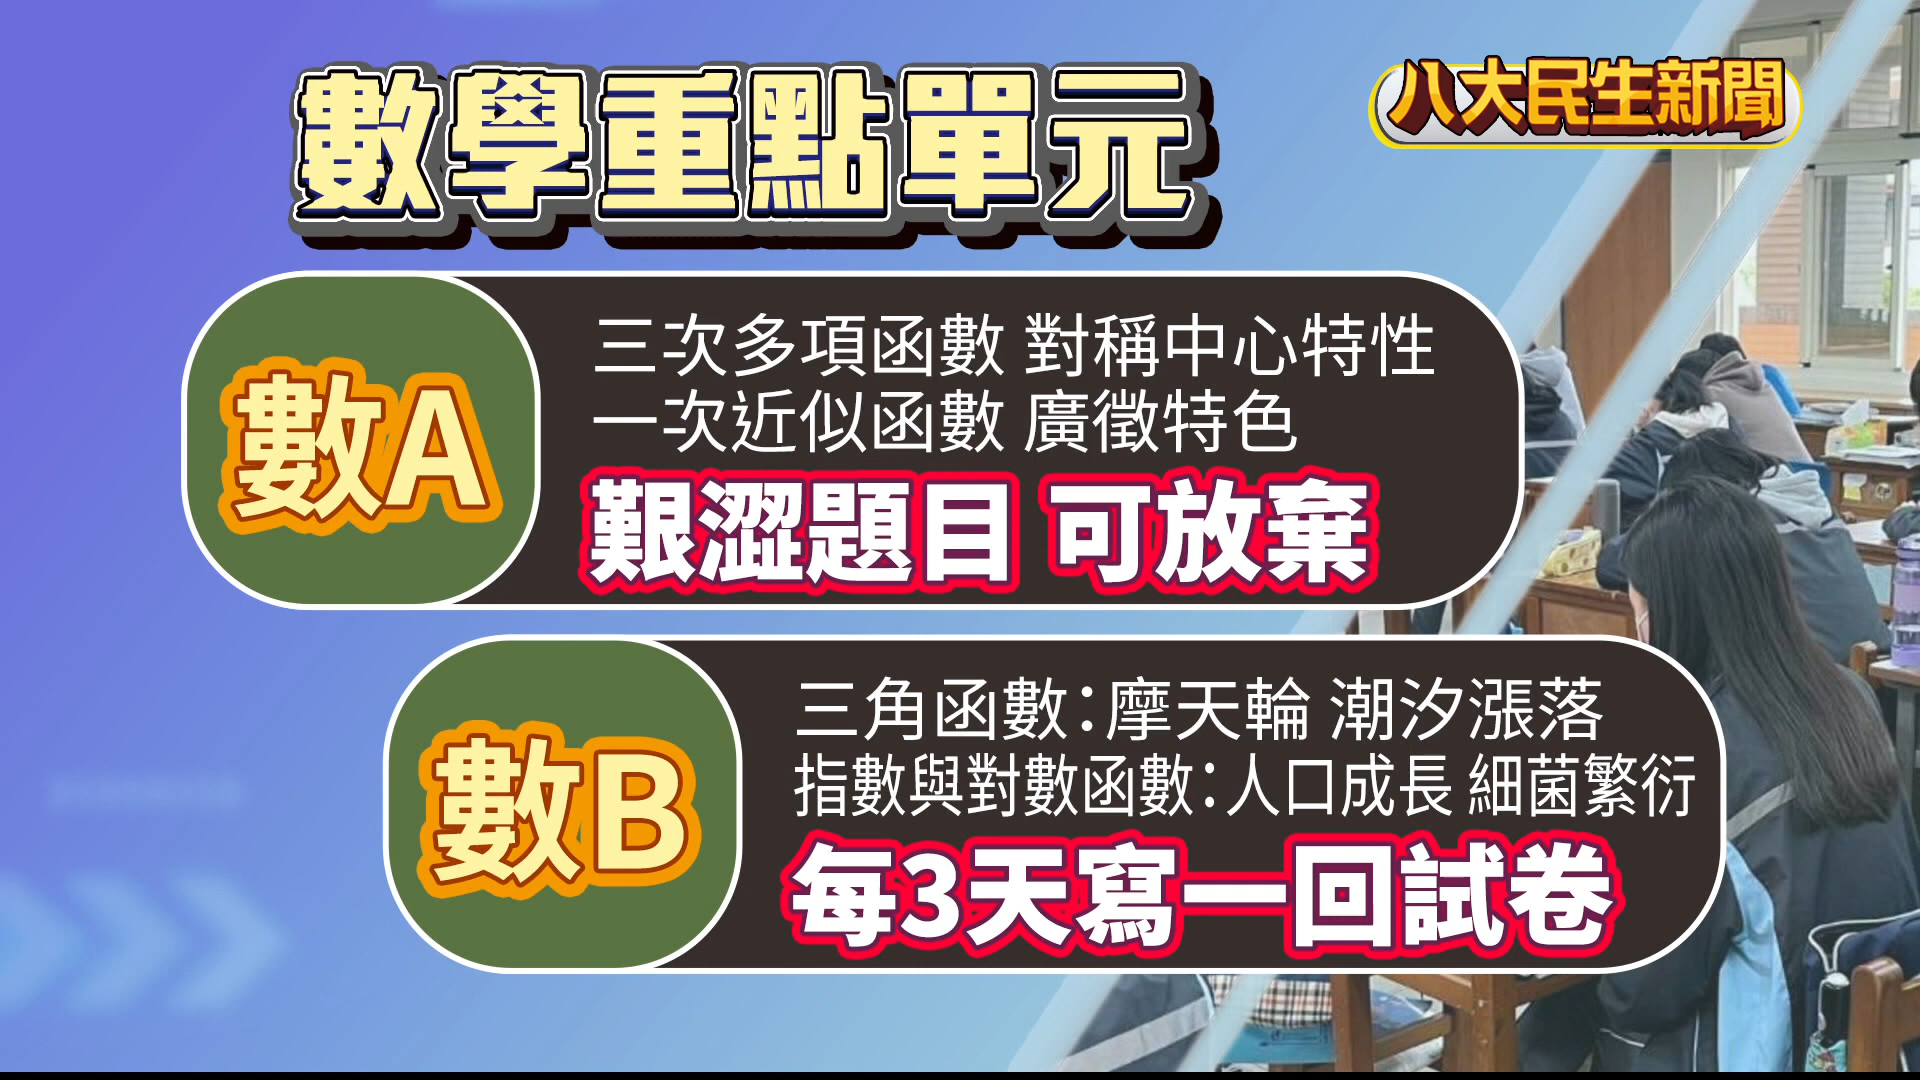 數學重點單元
八大民生新聞
數A
三次多項函數 對稱中心特性
一次近似函數 廣徵特色
艱澀題目 可放棄
數B
三角函數：摩天輪 潮汐漲落
指數與對數函數：人口成長 細菌繁衍
每3天寫一回試卷